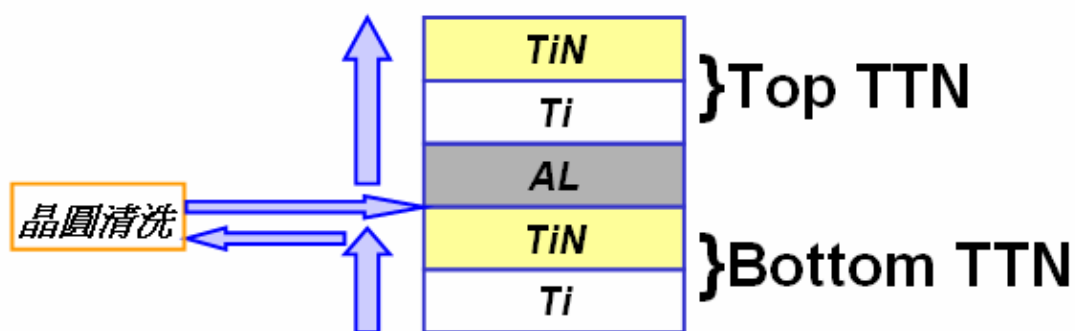 TiN
Ti
}Top TTN
AL
晶圓清洗
TiN
Ti
}Bottom TTN